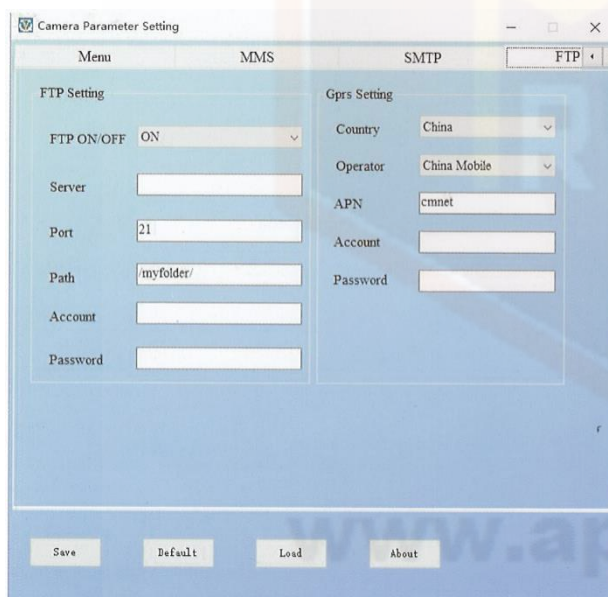 Camera Parameter Setting
Menu MMS SMTP FTP
FTP Setting
FTP ON/OFF ON
Server
Port 21
Path /myfolder/
Account
Password
Gprs Setting
Country China
Operator China Mobile
APN cmnet
Account
Password
Save Default Load About
www.ap